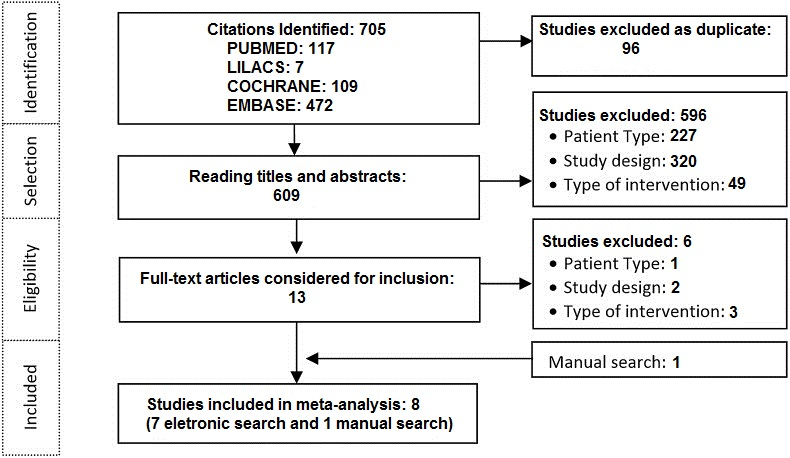 Identification
Citations Identified: 705
PUBMED: 117
LILACS: 7
COCHRANE: 109
EMBASE: 472
Studies excluded as duplicate:
96
Selection
Reading titles and abstracts:
609
Studies excluded: 596
• Patient Type: 227
• Study design: 320
• Type of intervention: 49
Eligibility
Full-text articles considered for inclusion:
13
Studies excluded: 6
• Patient Type: 1
• Study design: 2
• Type of intervention: 3
Included
Manual search: 1
Studies included in meta-analysis: 8
(7 eletronic search and 1 manual search)